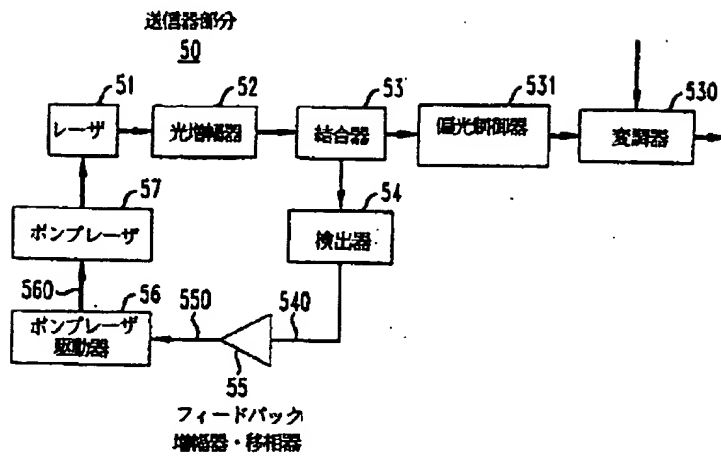 送信器部分
50
51
52
53
531
530
レーザ
光増幅器
結合器
偏光制御器
変調器
57
54
ポンプレーザ
検出器
560
56
550
540
ポンプレーザ
駆動器
55
フィードバック
増幅器・移相器